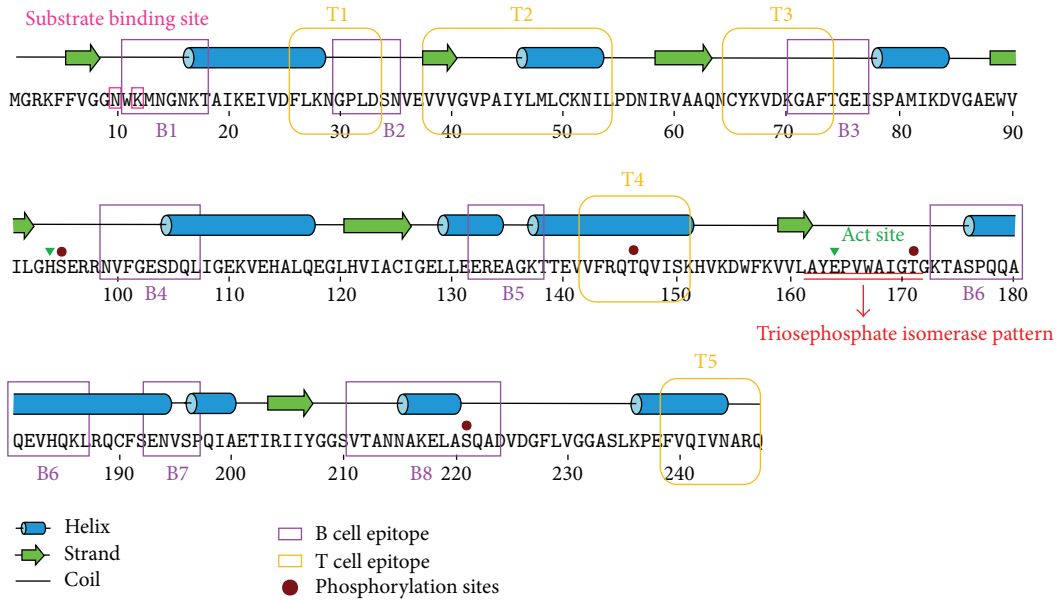 Substrate binding site
T1 T2 T3
MGRKFFVGGNWKMNGNKTAIKEIVDFLKNGPLDSNVEVVVGVPAIYLMLCKNILPDNIRVAAQNCYKVDKGAFTGEISPAMIKDVGAEWV
10 B1 20 30 B2 40 50 60 70 B3 80 90
T4
Act site
ILGHSERRNVFGESDQLIGEKVEHALQEGLHVIACIGELLEEREAGKTTEVVFRQTQVISKHVKDWFKVVLAYEPVWAIGTGKTASPQQA
100 B4 110 120 130 B5 140 150 160 170 B6 180
Triosephosphate isomerase pattern
T5
QEVHQKLRQCFSENVSPQIAETIRIIYGGSVTANNAKELASQADVDGFLVGGASLKPEFVQIVNARQ
B6 190 B7 200 210 B8 220 230 240
Helix
Strand
Coil
B cell epitope
T cell epitope
Phosphorylation sites